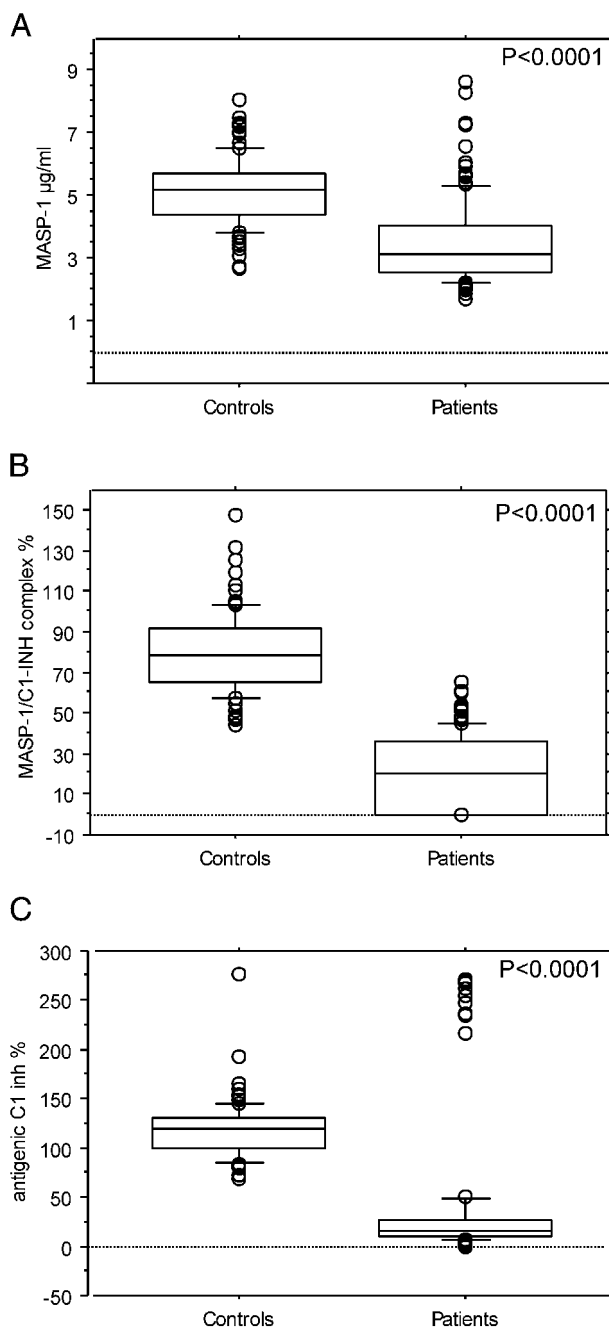 A
P<0.0001
MASP-1 µg/ml
9
7
5
3
1
Controls
Patients
B
P<0.0001
MASP-1/C1-INH complex %
150
130
110
90
70
50
30
10
-10
Controls
Patients
C
P<0.0001
antigenic C1 inh %
300
250
200
150
100
50
0
-50
Controls
Patients